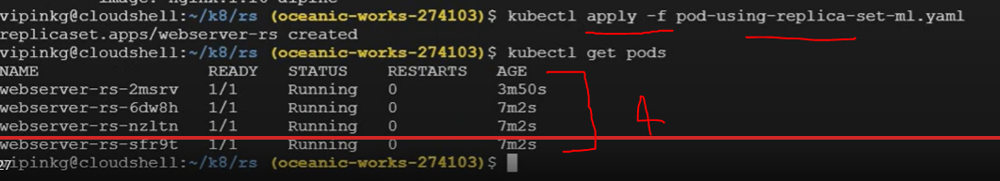 image: nginx:1.16-alpine
vipinkg@cloudshell:~/k8/rs (oceanic-works-274103)$ kubectl apply -f pod-using-replica-set-ml.yaml
replicaset.apps/webserver-rs created
vipinkg@cloudshell:~/k8/rs (oceanic-works-274103)$ kubectl get pods
NAME READY STATUS RESTARTS AGE
webserver-rs-2msrv 1/1 Running 0 3m50s
webserver-rs-6dw8h 1/1 Running 0 7m2s
webserver-rs-nzltn 1/1 Running 0 7m2s
4
webserver-rs-sfr9t 1/1 Running 0 7m2s
vipinkg@cloudshell:~/k8/rs (oceanic-works-274103)$